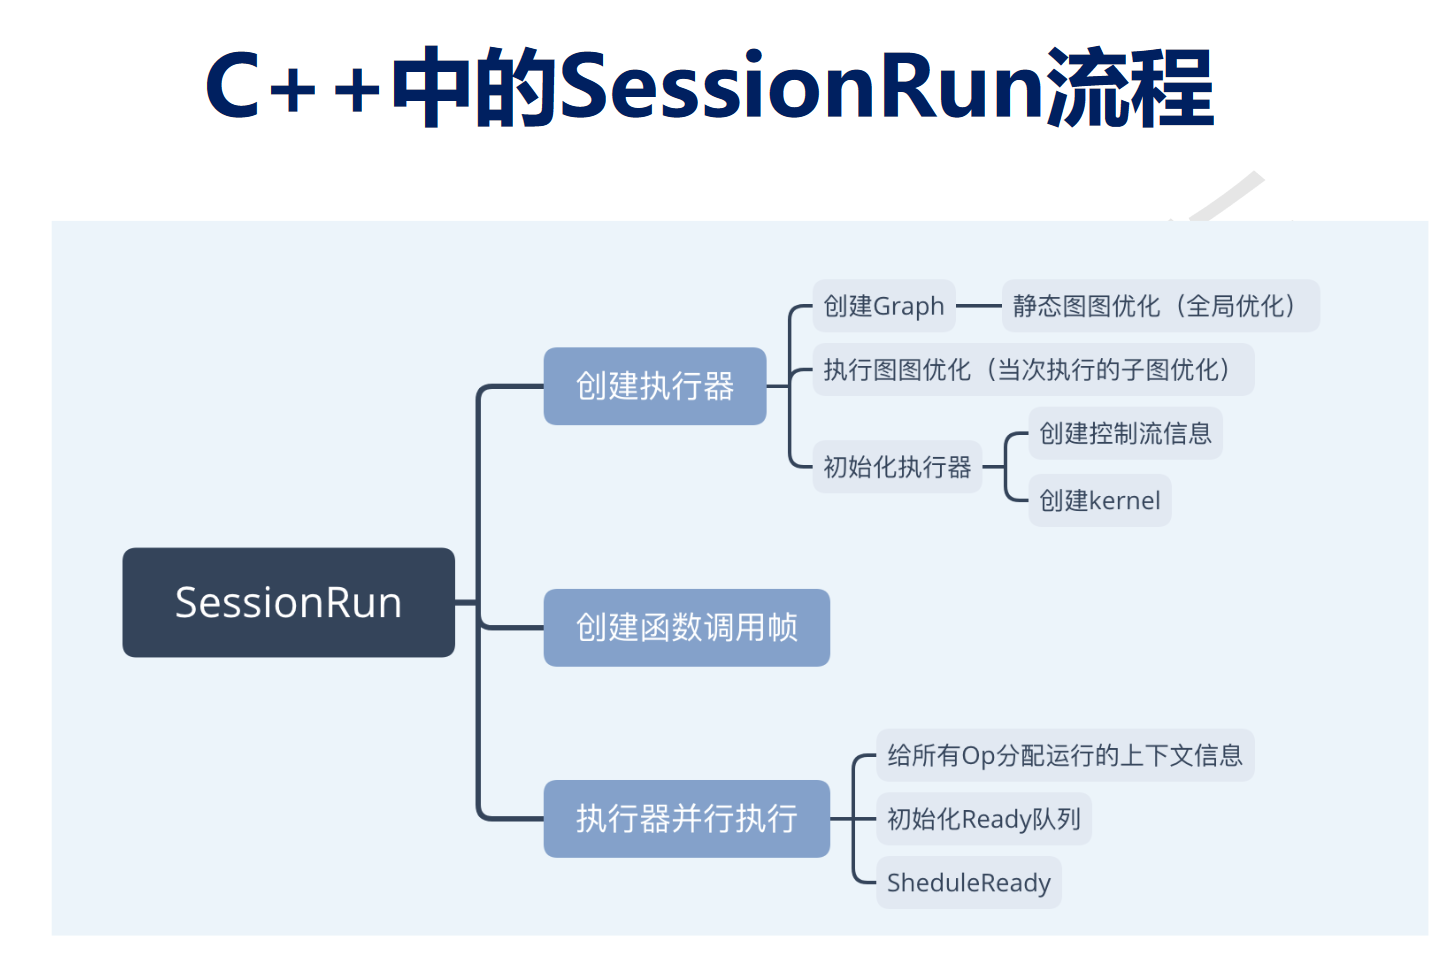 C++中的SessionRun流程
SessionRun
创建执行器
创建Graph
静态图图优化（全局优化）
执行图图优化（当次执行的子图优化）
初始化执行器
创建控制流信息
创建kernel
创建函数调用帧
执行器并行执行
给所有Op分配运行的上下文信息
初始化Ready队列
SheduleReady